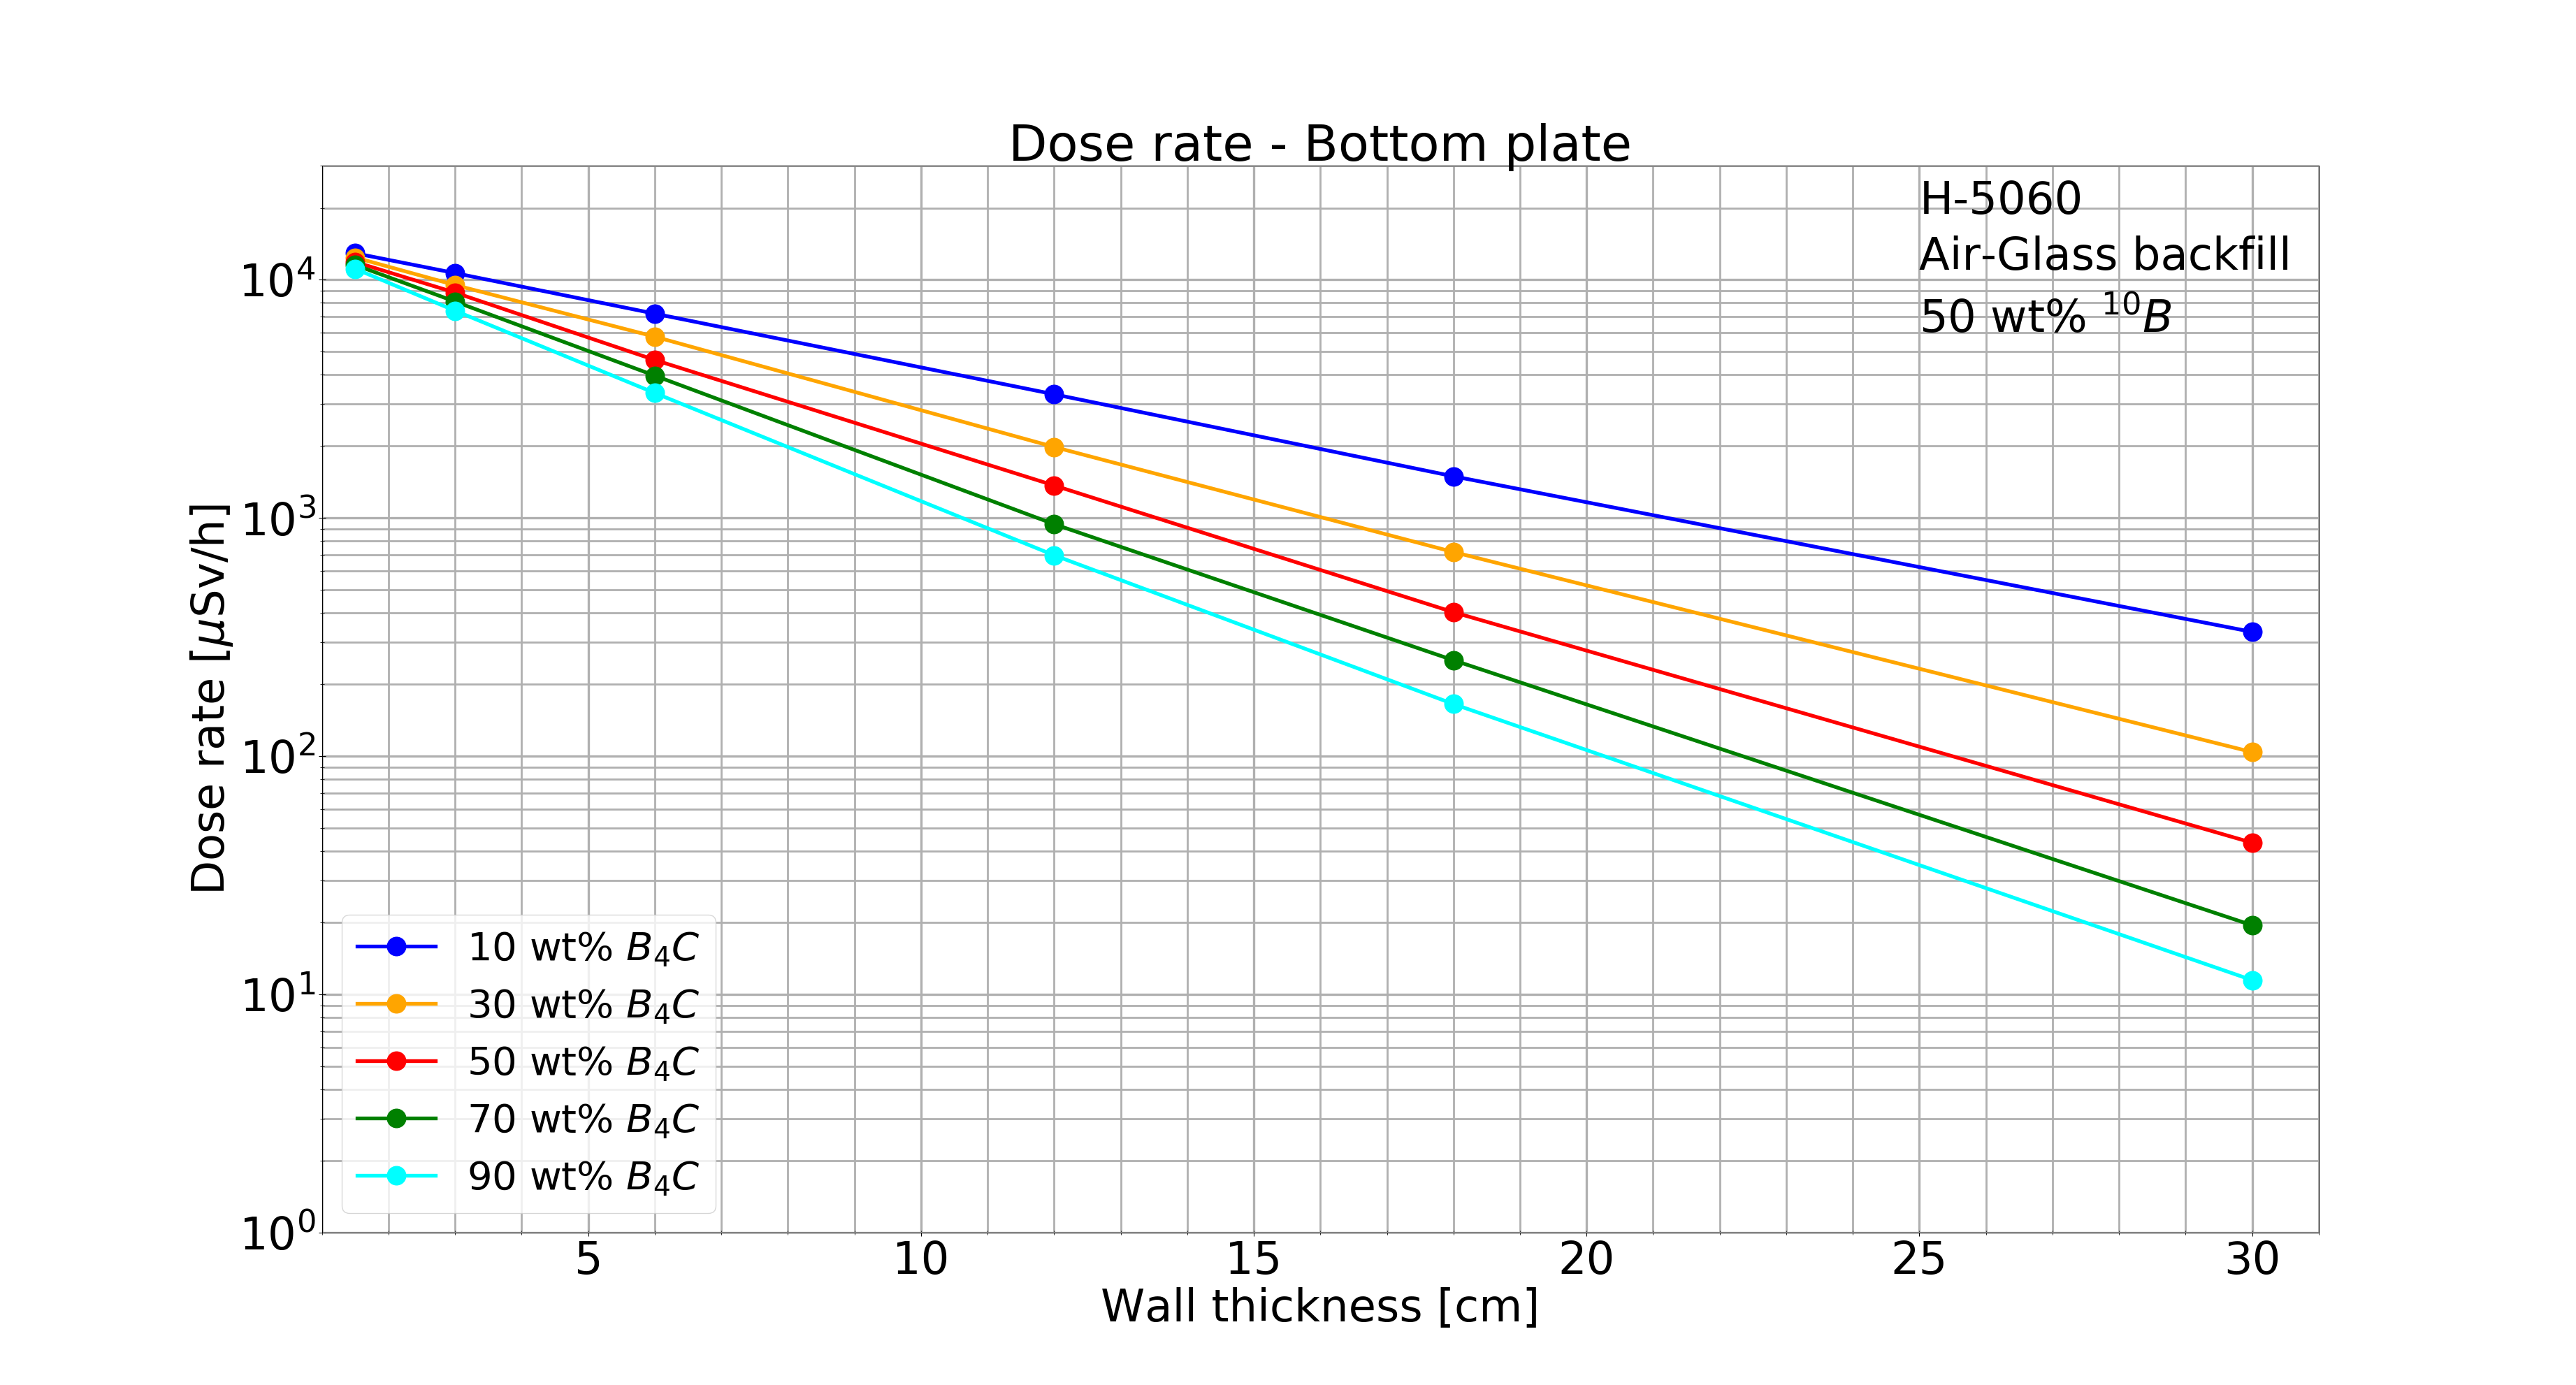 Dose rate - Bottom plate
H-5060
Air-Glass backfill
50 wt% ¹⁰B
Dose rate [μSv/h]
10⁴
10³
10²
10¹
10⁰
10 wt% B₄C
30 wt% B₄C
50 wt% B₄C
70 wt% B₄C
90 wt% B₄C
5 10 15 20 25 30
Wall thickness [cm]